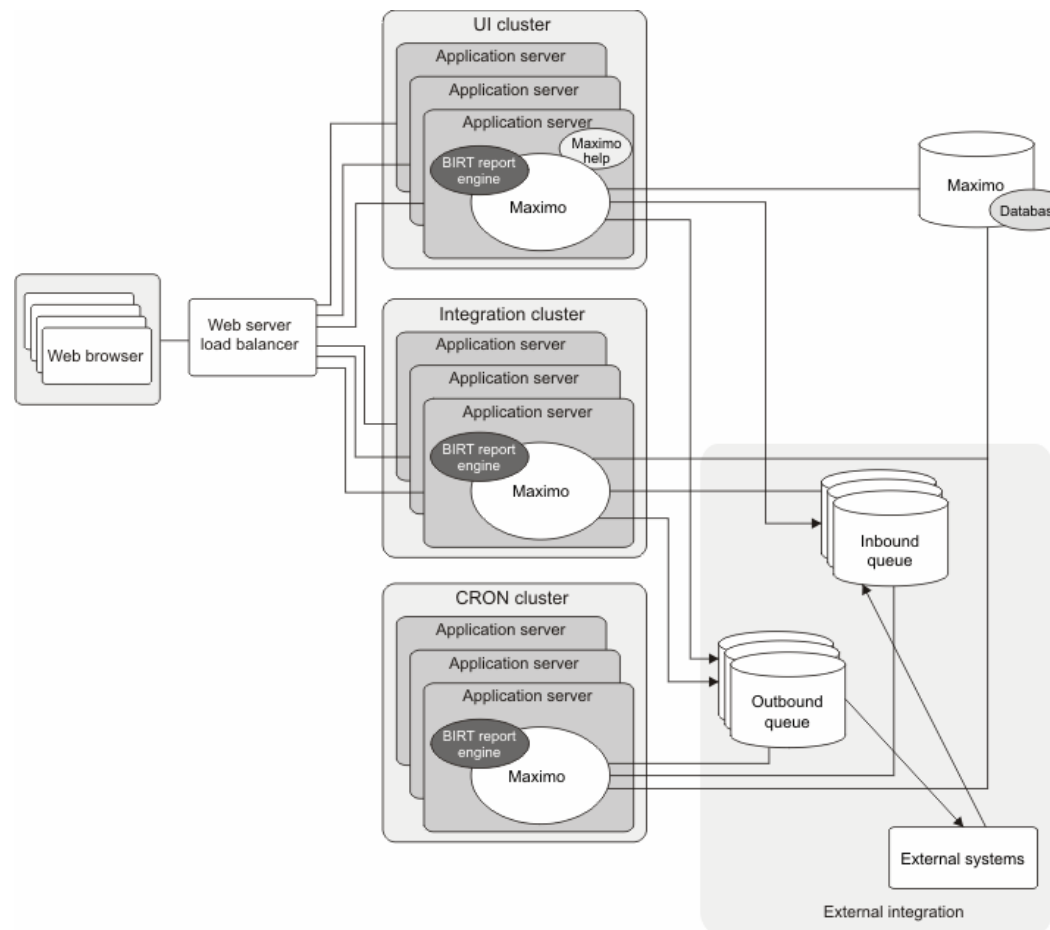 UI cluster
Application server
Application server
Application server
Maximo
help
BIRT report
engine
Maximo
Maximo
Databas
Web browser
Web server
load balancer
Integration cluster
Application server
Application server
Application server
BIRT report
engine
Maximo
Inbound
queue
CRON cluster
Application server
Application server
Application server
BIRT report
engine
Maximo
Outbound
queue
External systems
External integration